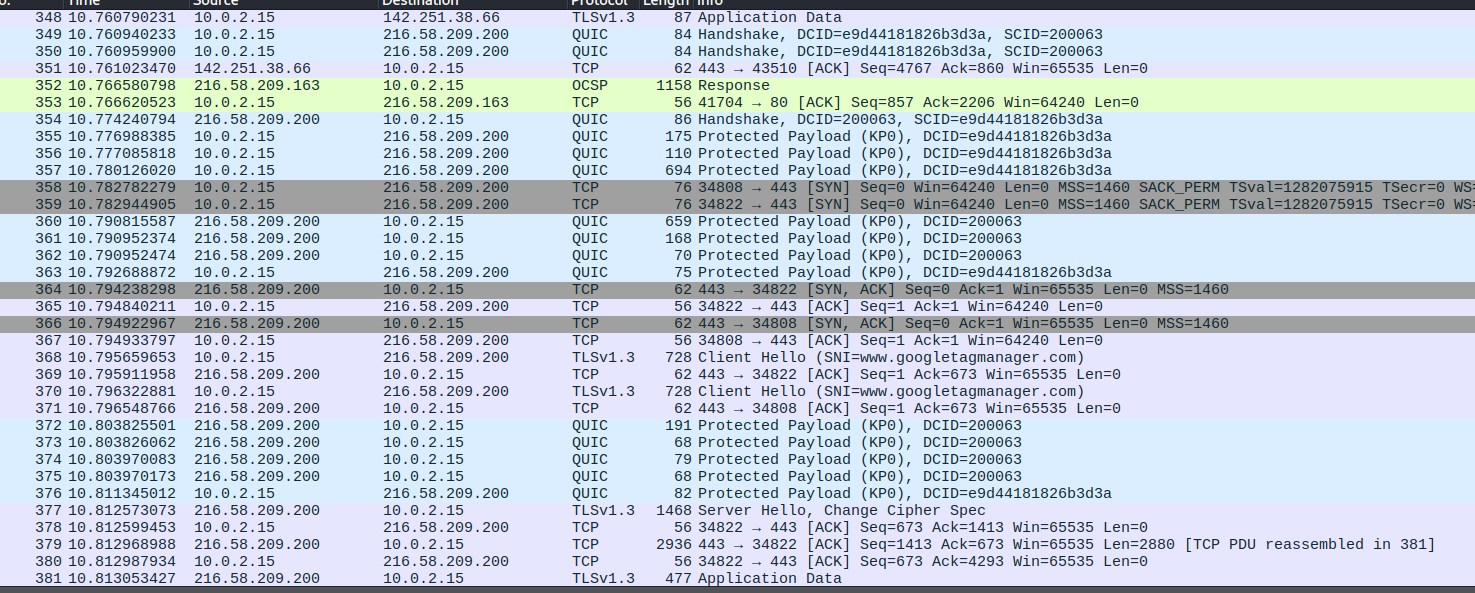 o. Time Source Destination Protocol Length Info
348 10.760790231 10.0.2.15 142.251.38.66 TLSv1.3 87 Application Data
349 10.760940233 10.0.2.15 216.58.209.200 QUIC 84 Handshake, DCID=e9d44181826b3d3a, SCID=200063
350 10.760959900 10.0.2.15 216.58.209.200 QUIC 84 Handshake, DCID=e9d44181826b3d3a, SCID=200063
351 10.761023470 142.251.38.66 10.0.2.15 TCP 62 443 → 43510 [ACK] Seq=4767 Ack=860 Win=65535 Len=0
352 10.766580798 216.58.209.163 10.0.2.15 OCSP 1158 Response
353 10.766620523 10.0.2.15 216.58.209.163 TCP 56 41704 → 80 [ACK] Seq=857 Ack=2206 Win=64240 Len=0
354 10.774240794 216.58.209.200 10.0.2.15 QUIC 86 Handshake, DCID=200063, SCID=e9d44181826b3d3a
355 10.776988385 10.0.2.15 216.58.209.200 QUIC 175 Protected Payload (KP0), DCID=e9d44181826b3d3a
356 10.777085818 10.0.2.15 216.58.209.200 QUIC 110 Protected Payload (KP0), DCID=e9d44181826b3d3a
357 10.780126020 10.0.2.15 216.58.209.200 QUIC 694 Protected Payload (KP0), DCID=e9d44181826b3d3a
358 10.782782279 10.0.2.15 216.58.209.200 TCP 76 34808 → 443 [SYN] Seq=0 Win=64240 Len=0 MSS=1460 SACK_PERM TSval=1282075915 TSecr=0 WS=
359 10.782944905 10.0.2.15 216.58.209.200 TCP 76 34822 → 443 [SYN] Seq=0 Win=64240 Len=0 MSS=1460 SACK_PERM TSval=1282075915 TSecr=0 WS=
360 10.790815587 216.58.209.200 10.0.2.15 QUIC 659 Protected Payload (KP0), DCID=200063
361 10.790952374 216.58.209.200 10.0.2.15 QUIC 168 Protected Payload (KP0), DCID=200063
362 10.790952474 216.58.209.200 10.0.2.15 QUIC 70 Protected Payload (KP0), DCID=200063
363 10.792688872 10.0.2.15 216.58.209.200 QUIC 75 Protected Payload (KP0), DCID=e9d44181826b3d3a
364 10.794238298 216.58.209.200 10.0.2.15 TCP 62 443 → 34822 [SYN, ACK] Seq=0 Ack=1 Win=65535 Len=0 MSS=1460
365 10.794840211 10.0.2.15 216.58.209.200 TCP 56 34822 → 443 [ACK] Seq=1 Ack=1 Win=64240 Len=0
366 10.794922967 216.58.209.200 10.0.2.15 TCP 62 443 → 34808 [SYN, ACK] Seq=0 Ack=1 Win=65535 Len=0 MSS=1460
367 10.794933797 10.0.2.15 216.58.209.200 TCP 56 34808 → 443 [ACK] Seq=1 Ack=1 Win=64240 Len=0
368 10.795659653 10.0.2.15 216.58.209.200 TLSv1.3 728 Client Hello (SNI=www.googletagmanager.com)
369 10.795911958 216.58.209.200 10.0.2.15 TCP 62 443 → 34822 [ACK] Seq=1 Ack=673 Win=65535 Len=0
370 10.796322881 10.0.2.15 216.58.209.200 TLSv1.3 728 Client Hello (SNI=www.googletagmanager.com)
371 10.796548766 216.58.209.200 10.0.2.15 TCP 62 443 → 34808 [ACK] Seq=1 Ack=673 Win=65535 Len=0
372 10.803825501 216.58.209.200 10.0.2.15 QUIC 191 Protected Payload (KP0), DCID=200063
373 10.803826062 216.58.209.200 10.0.2.15 QUIC 68 Protected Payload (KP0), DCID=200063
374 10.803970083 216.58.209.200 10.0.2.15 QUIC 79 Protected Payload (KP0), DCID=200063
375 10.803970173 216.58.209.200 10.0.2.15 QUIC 68 Protected Payload (KP0), DCID=200063
376 10.811345012 10.0.2.15 216.58.209.200 QUIC 82 Protected Payload (KP0), DCID=e9d44181826b3d3a
377 10.812573073 216.58.209.200 10.0.2.15 TLSv1.3 1468 Server Hello, Change Cipher Spec
378 10.812599453 10.0.2.15 216.58.209.200 TCP 56 34822 → 443 [ACK] Seq=673 Ack=1413 Win=65535 Len=0
379 10.812968988 216.58.209.200 10.0.2.15 TCP 2936 443 → 34822 [ACK] Seq=1413 Ack=673 Win=65535 Len=2880 [TCP PDU reassembled in 381]
380 10.812987934 10.0.2.15 216.58.209.200 TCP 56 34822 → 443 [ACK] Seq=673 Ack=4293 Win=65535 Len=0
381 10.813053427 216.58.209.200 10.0.2.15 TLSv1.3 477 Application Data